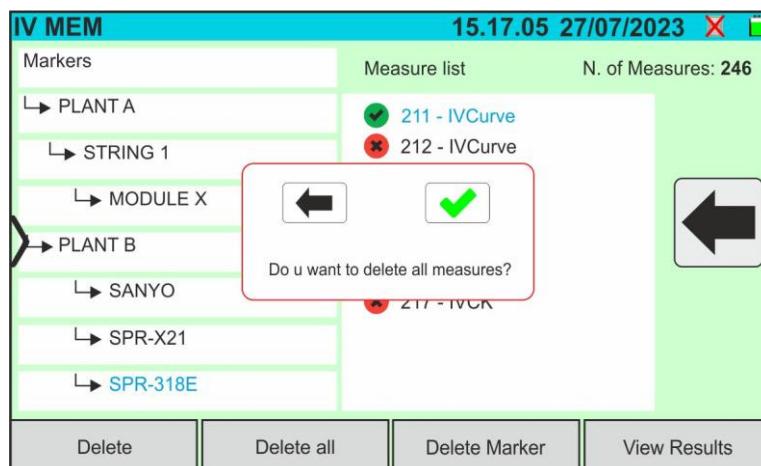 IV MEM 15.17.05 27/07/2023
Markers
Measure list N. of Measures: 246
PLANT A
211 - IVCurve
STRING 1
212 - IVCurve
MODULE X
PLANT B
Do u want to delete all measures?
SANYO
217 - IVCK
SPR-X21
SPR-318E
Delete Delete all Delete Marker View Results